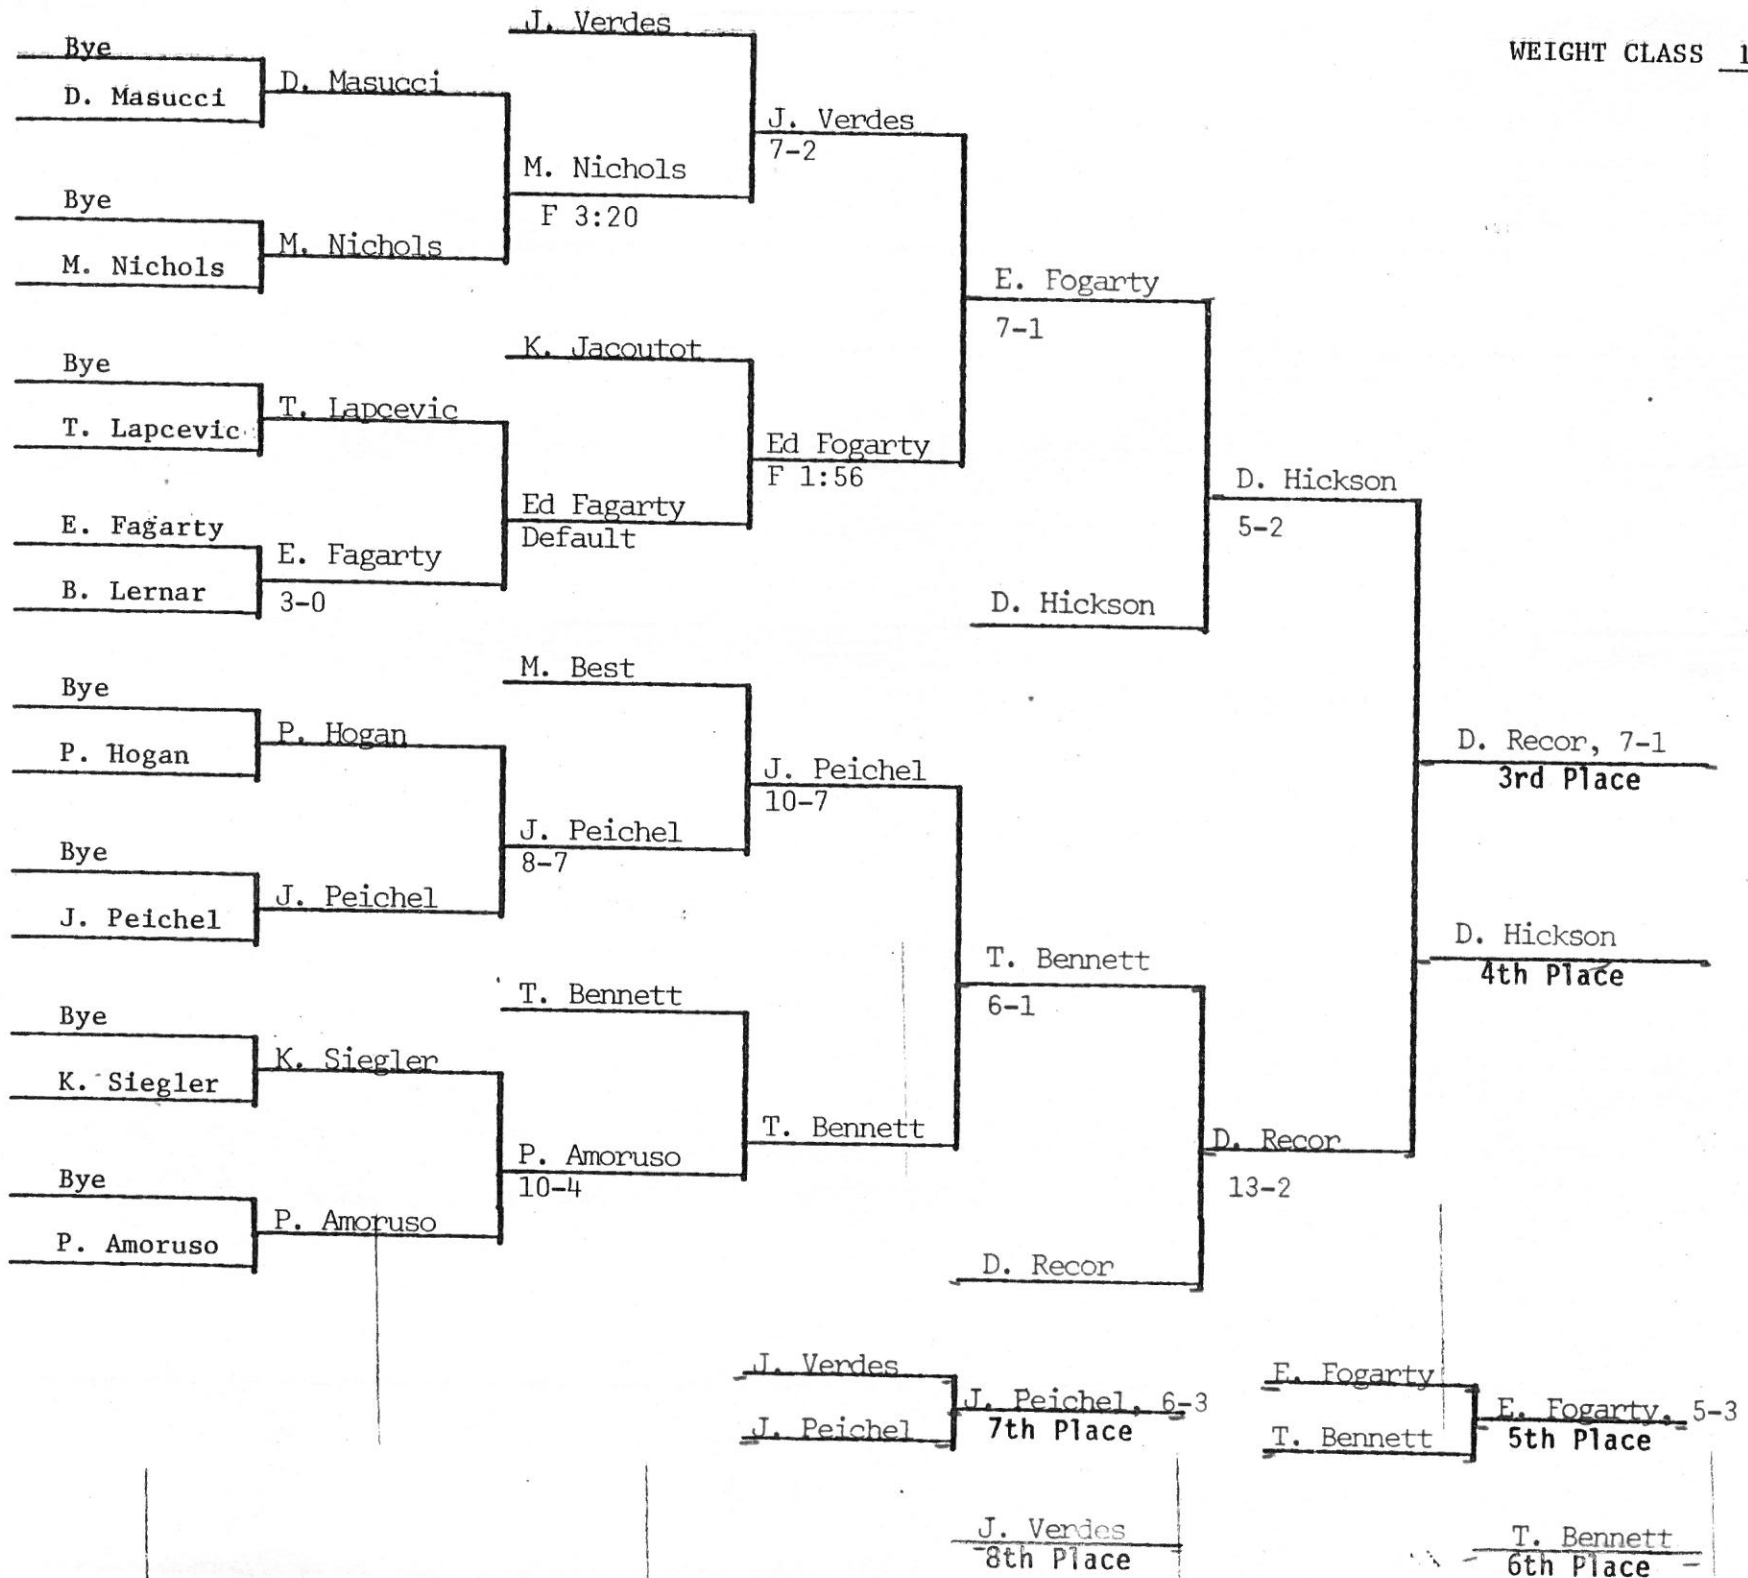 WEIGHT CLASS 1
Bye
D. Masucci
Bye
M. Nichols
Bye
T. Lapcevic
E. Fagarty
B. Lernar
Bye
P. Hogan
Bye
J. Peichel
Bye
K. Siegler
Bye
P. Amoruso
D. Masucci
M. Nichols
T. Lapcevic
E. Fagarty
3-0
P. Hogan
J. Peichel
K. Siegler
P. Amoruso
J. Verdes
M. Nichols
F 3:20
K. Jacoutot
Ed Fagarty
Default
M. Best
J. Peichel
8-7
T. Bennett
P. Amoruso
10-4
J. Verdes
7-2
Ed Fogarty
F 1:56
J. Peichel
10-7
T. Bennett
E. Fogarty
7-1
D. Hickson
T. Bennett
6-1
D. Recor
D. Hickson
5-2
D. Recor
13-2
D. Recor, 7-1
3rd Place
D. Hickson
4th Place
J. Verdes
J. Peichel
J. Peichel, 6-3
7th Place
J. Verdes
8th Place
E. Fogarty
T. Bennett
E. Fogarty, 5-3
5th Place
T. Bennett
6th Place